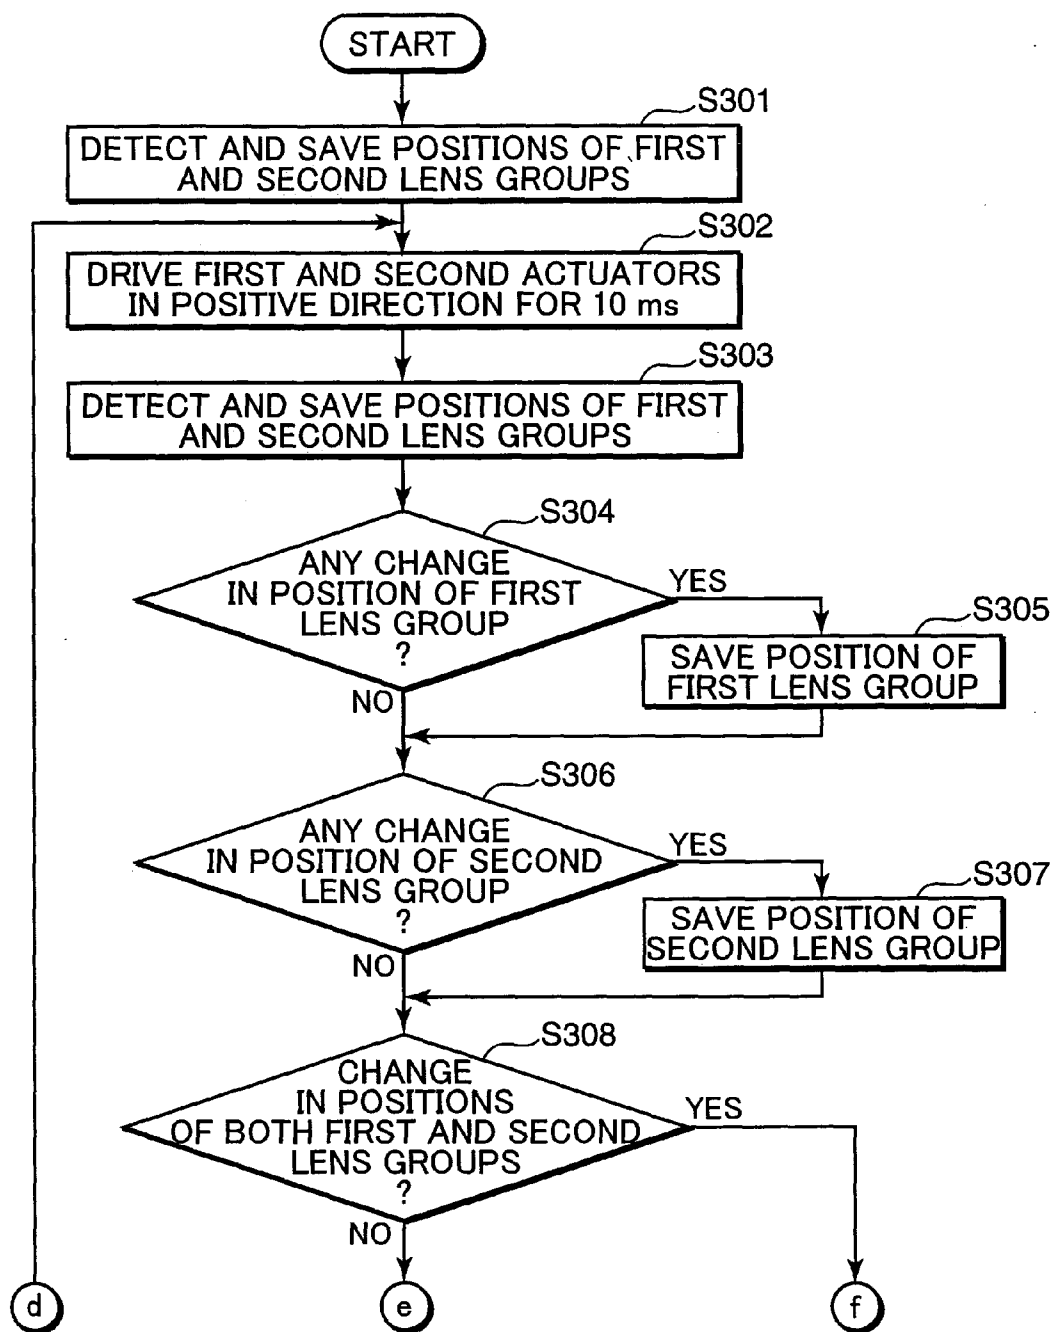 START
S301
DETECT AND SAVE POSITIONS OF FIRST
AND SECOND LENS GROUPS
S302
DRIVE FIRST AND SECOND ACTUATORS
IN POSITIVE DIRECTION FOR 10 ms
S303
DETECT AND SAVE POSITIONS OF FIRST
AND SECOND LENS GROUPS
S304
ANY CHANGE
IN POSITION OF FIRST
LENS GROUP
?
YES
NO
S305
SAVE POSITION OF
FIRST LENS GROUP
S306
ANY CHANGE
IN POSITION OF SECOND
LENS GROUP
?
YES
NO
S307
SAVE POSITION OF
SECOND LENS GROUP
S308
CHANGE
IN POSITIONS
OF BOTH FIRST AND SECOND
LENS GROUPS
?
YES
NO
d
e
f